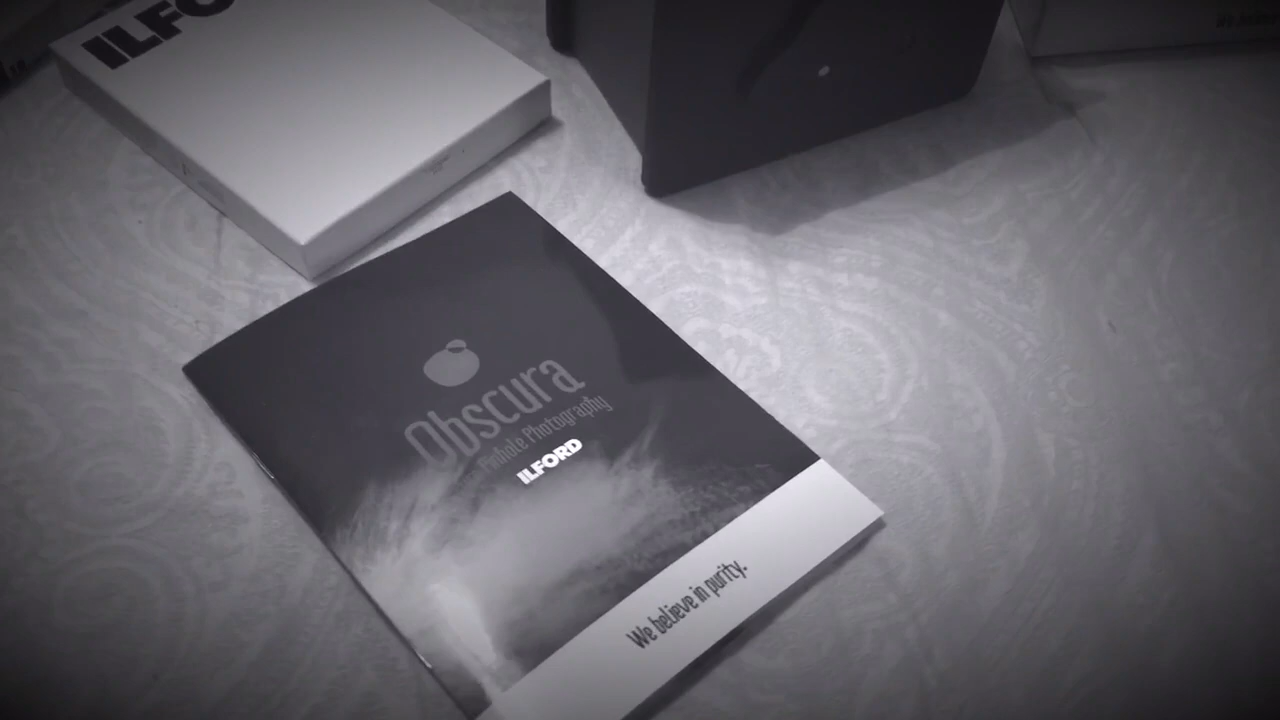 ILFO
Obscura
Pinhole Photography
ILFORD
We believe in purity.